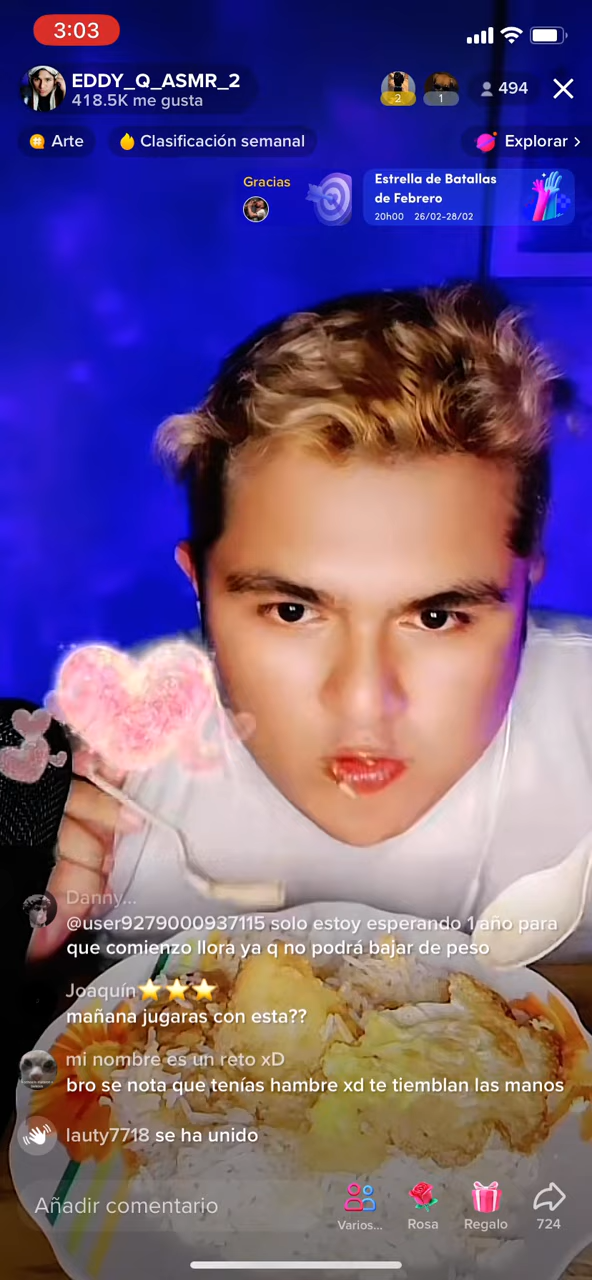 3:03
EDDY_Q_ASMR_2
418.5K me gusta
2
1
494
Arte
Clasificación semanal
Explorar >
Gracias
Estrella de Batallas
de Febrero
20h00 26/02-28/02
Danny...
@user9279000937115 solo estoy esperando 1 año para
que comienzo llora ya q no podrá bajar de peso
Joaquín⭐⭐⭐
mañana jugaras con esta??
mi nombre es un reto xD
bro se nota que tenías hambre xd te tiemblan las manos
lauty7718 se ha unido
Añadir comentario
Varios...
Rosa
Regalo
724